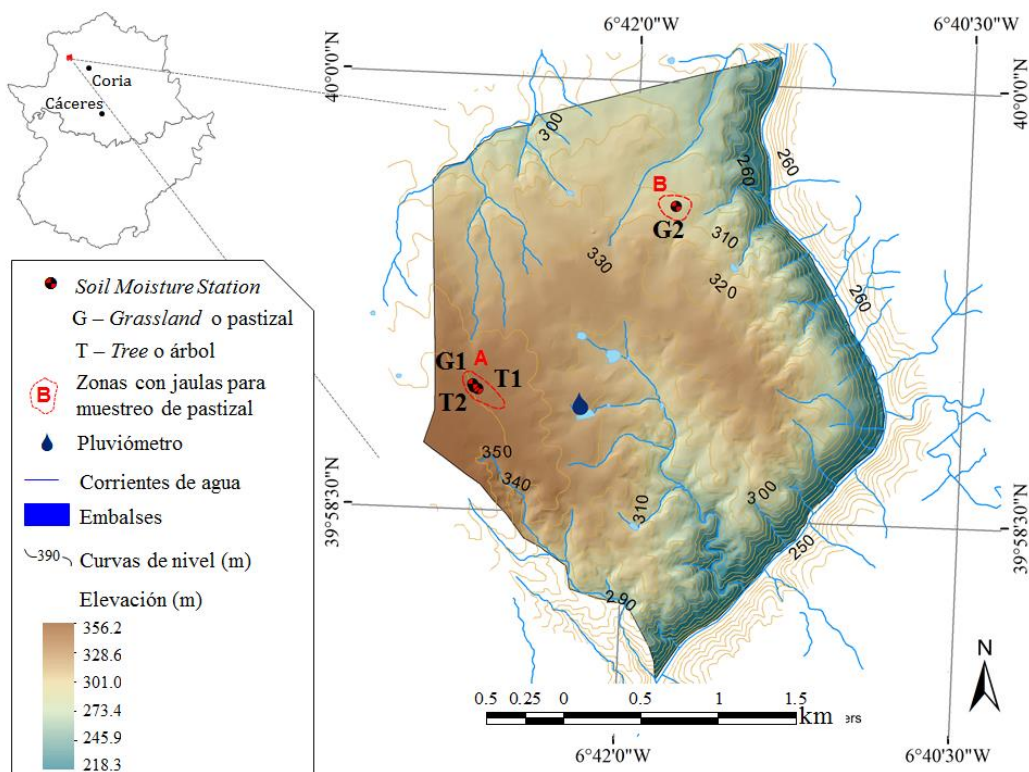 6°42'0"W
6°40'30"W
40°0'0"N
40°0'0"N
Coria
Cáceres
300
260
260
B
G2
310
330
320
260
Soil Moisture Station
G – Grassland o pastizal
T – Tree o árbol
B
Zonas con jaulas para
muestreo de pastizal
Pluviómetro
Corrientes de agua
Embalses
390
Curvas de nivel (m)
Elevación (m)
356.2
328.6
301.0
273.4
245.9
218.3
G1
A
T1
T2
350
340
310
300
250
290
39°58'30"N
39°58'30"N
N
0.5 0.25 0 0.5 1 1.5
km ers
6°42'0"W
6°40'30"W